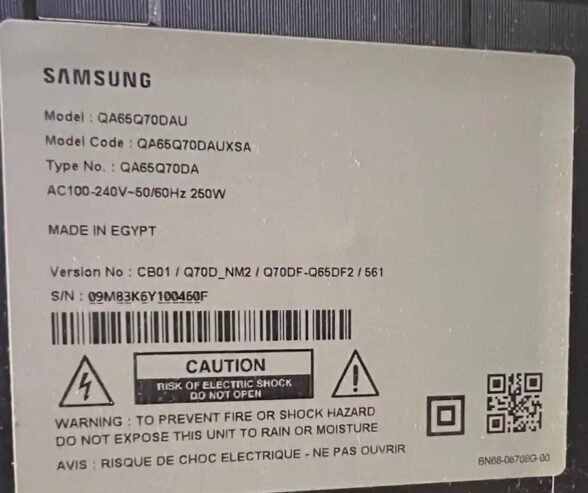 SAMSUNG
Model : QA65Q70DAU
Model Code : QA65Q70DAUXSA
Type No. : QA65Q70DA
AC100-240V~50/60Hz 250W
MADE IN EGYPT
Version No : CB01 / Q70D_NM2 / Q70DF-Q65DF2 / 561
S/N : 09M83K6Y100460F
CAUTION
RISK OF ELECTRIC SHOCK
DO NOT OPEN
WARNING : TO PREVENT FIRE OR SHOCK HAZARD
DO NOT EXPOSE THIS UNIT TO RAIN OR MOISTURE
AVIS : RISQUE DE CHOC ELECTRIQUE - NE PAS OUVRIR
BN68-06708G-00